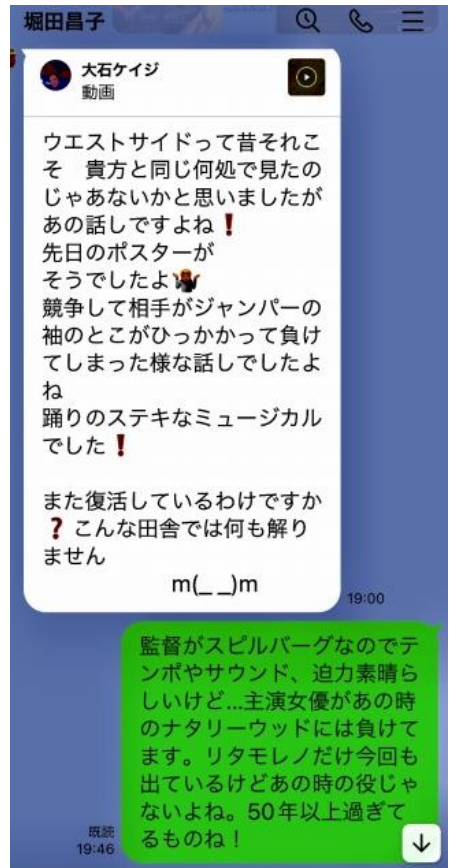 堀田昌子
大石ケイジ
動画
ウエストサイドって昔それこ
そ　貴方と同じ何処で見たの
じゃあないかと思いましたが
あの話しですよね❗
先日のポスターが
そうでしたよ🤷
競争して相手がジャンパーの
袖のとこがひっかかって負け
てしまった様な話しでしたよ
ね
踊りのステキなミュージカル
でした❗
また復活しているわけですか
❓こんな田舎では何も解り
ません
m(_ _)m
19:00
監督がスピルバーグなのでテ
ンポやサウンド、迫力素晴ら
しいけど...主演女優があの時
のナタリーウッドには負けて
ます。リタモレノだけ今回も
出ているけどあの時の役じゃ
ないよね。50年以上過ぎて
るものね！
既読
19:46